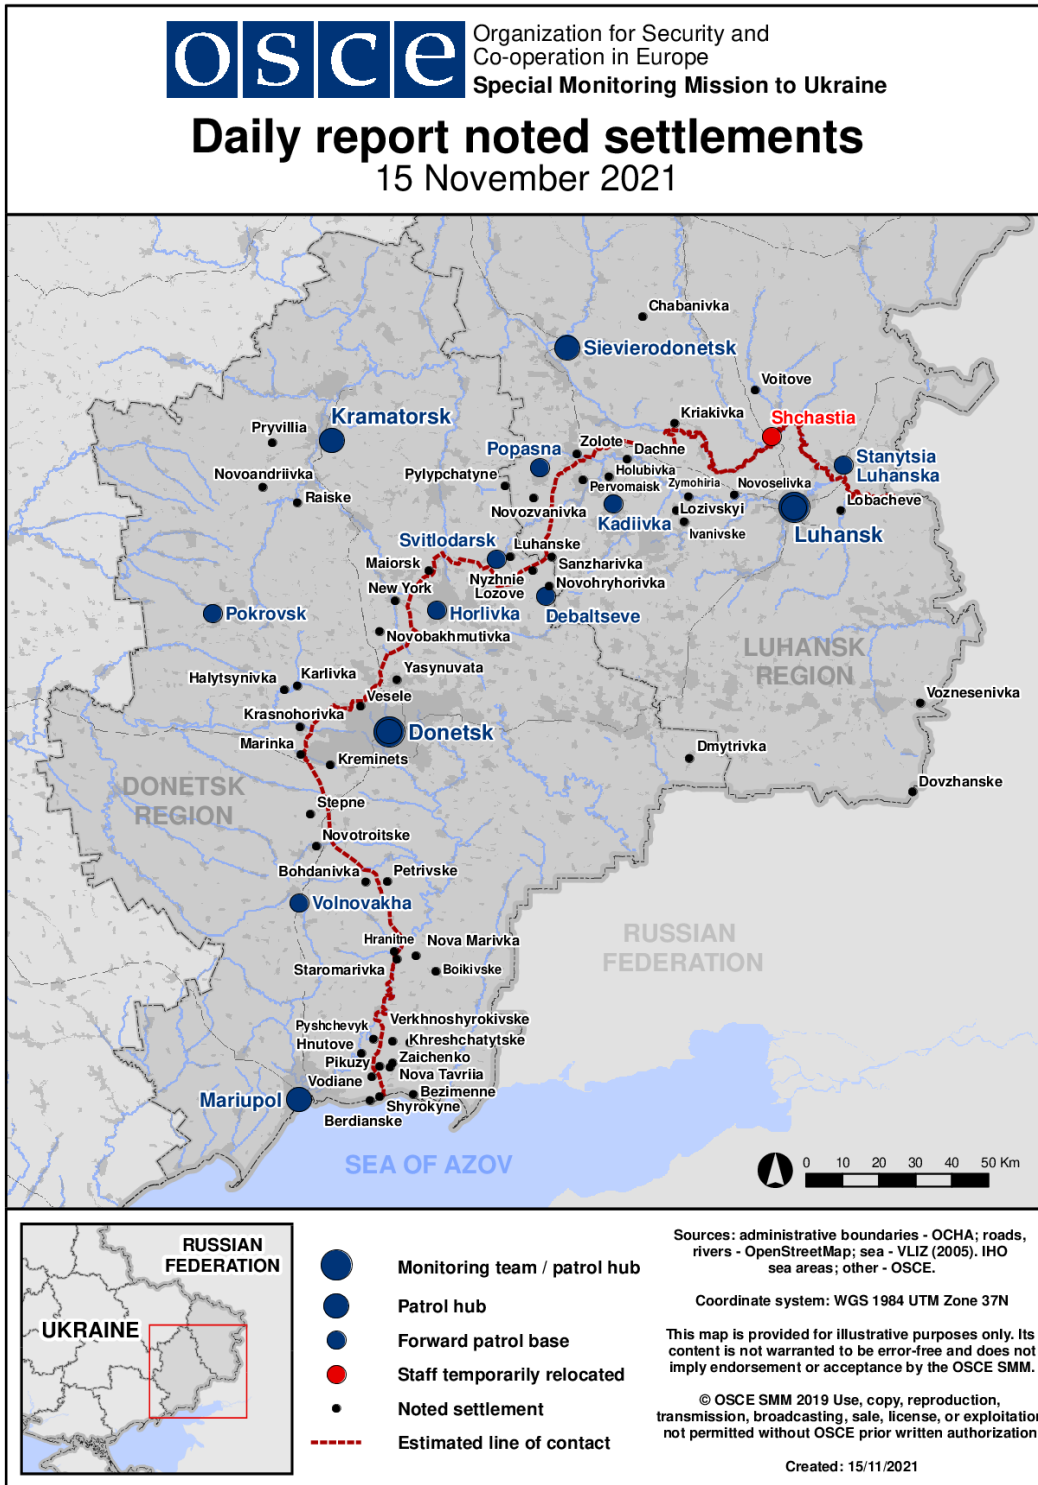 osce
Organization for Security and
Co-operation in Europe
Special Monitoring Mission to Ukraine
Daily report noted settlements
15 November 2021
Chabanivka
Sievierodonetsk
Voitove
Kramatorsk
Kriakivka
Shchastia
Pryvillia
Zolote
Dachne
Popasna
Stanytsia
Luhanska
Novoandriivka
Pylypchatyne
Holubivka
Pervomaisk
Zymohiria
Novoselivka
Raiske
Lobacheve
Novozvanivka
Kadiivka
Lozivskyi
Ivanivske
Luhansk
Svitlodarsk
Luhanske
Maiorsk
Sanzharivka
Nyzhnie
Lozove
Novohryhorivka
New York
Pokrovsk
Horlivka
Debaltseve
Novobakhmutivka
LUHANSK
REGION
Halytsynivka
Karlivka
Yasynuvata
Vesele
Voznesenivka
Krasnohorivka
Donetsk
Marinka
Dmytrivka
Kreminets
DONETSK
REGION
Dovzhanske
Stepne
Novotroitske
Bohdanivka
Petrivske
Volnovakha
RUSSIAN
FEDERATION
Hranitne
Nova Marivka
Staromarivka
Boikivske
Verkhnoshyrokivske
Pyshchevyk
Hnutove
Khreshchatytske
Pikuzy
Zaichenko
Vodiane
Nova Tavriia
Mariupol
Bezimenne
Shyrokyne
Berdianske
SEA OF AZOV
0 10 20 30 40 50 Km
RUSSIAN
FEDERATION
UKRAINE
Monitoring team / patrol hub
Patrol hub
Forward patrol base
Staff temporarily relocated
Noted settlement
Estimated line of contact
Sources: administrative boundaries - OCHA; roads,
rivers - OpenStreetMap; sea - VLIZ (2005). IHO
sea areas; other - OSCE.
Coordinate system: WGS 1984 UTM Zone 37N
This map is provided for illustrative purposes only. Its
content is not warranted to be error-free and does not
imply endorsement or acceptance by the OSCE SMM.
© OSCE SMM 2019 Use, copy, reproduction,
transmission, broadcasting, sale, license, or exploitation
not permitted without OSCE prior written authorization
Created: 15/11/2021